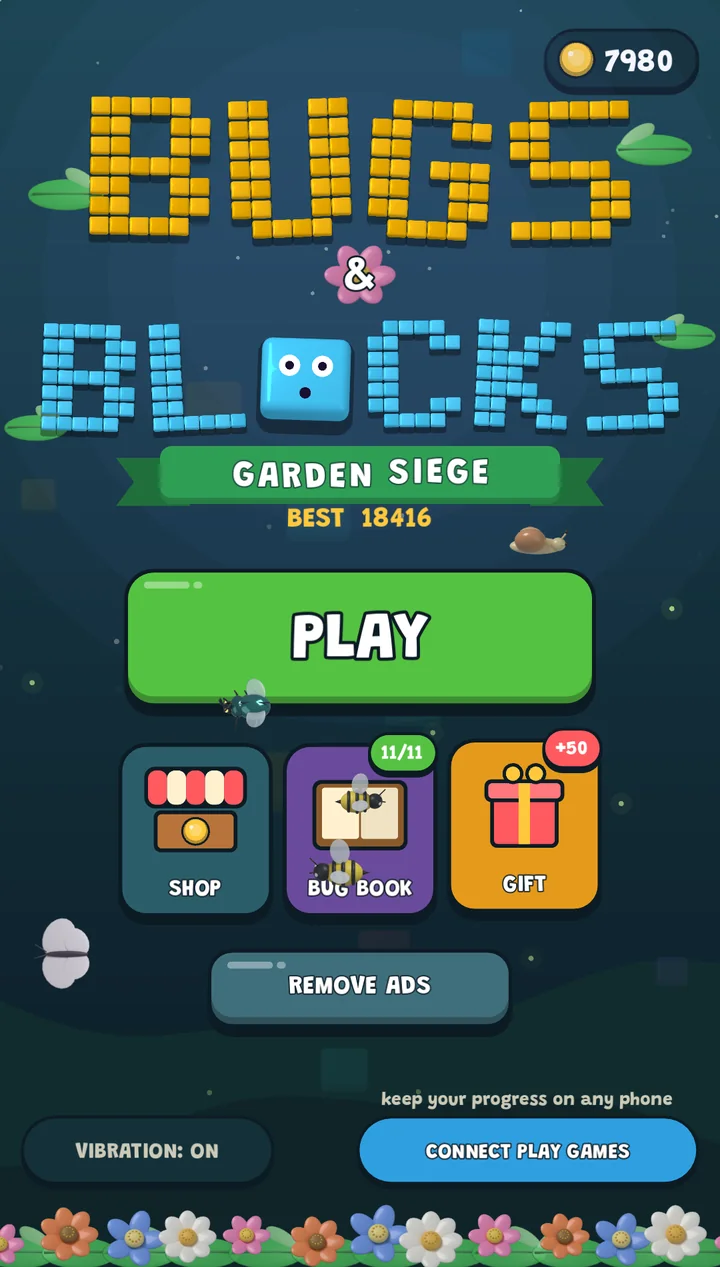 7980
BUGS
&
BLOCKS
GARDEN SIEGE
BEST 18416
PLAY
11/11
+50
SHOP
BUG BOOK
GIFT
REMOVE ADS
keep your progress on any phone
VIBRATION: ON
CONNECT PLAY GAMES